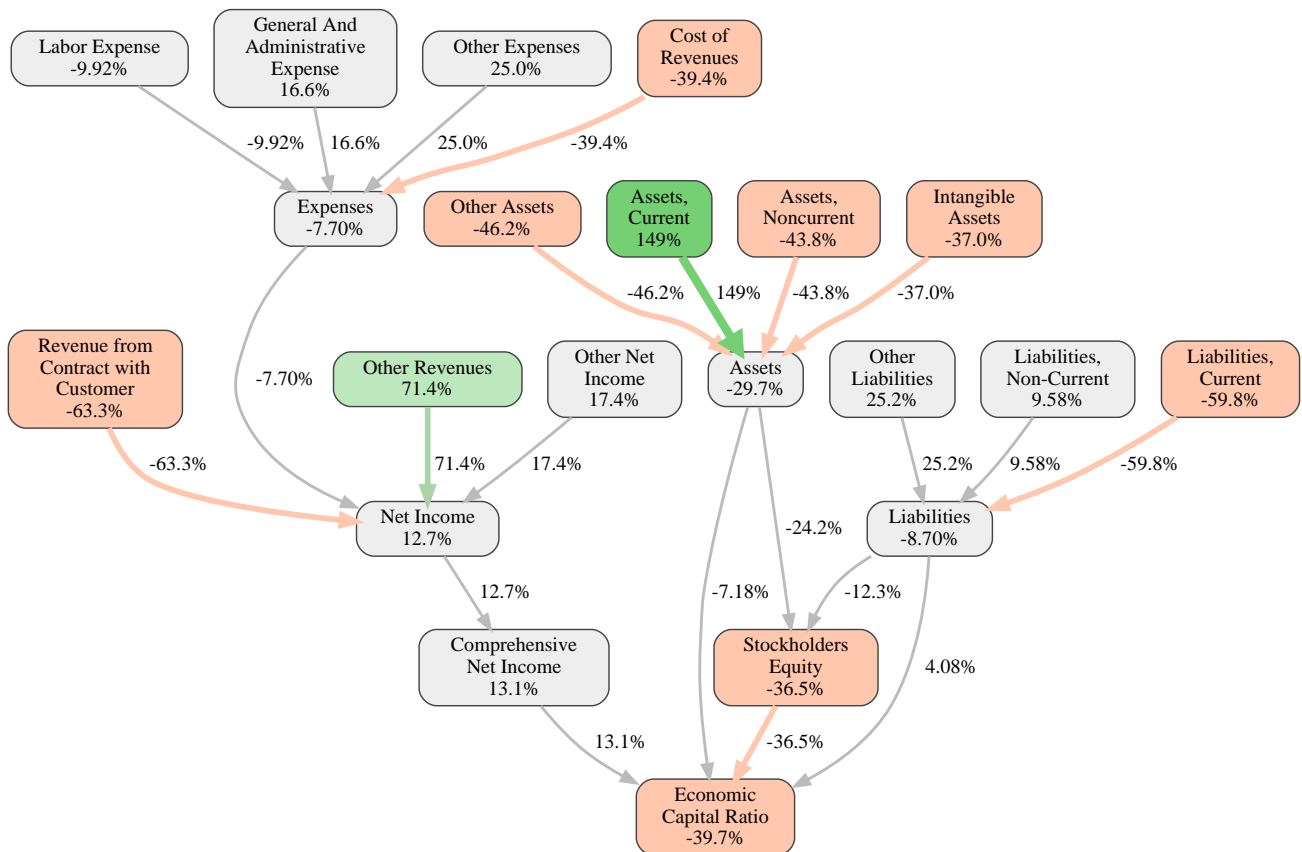 Labor Expense
-9.92%
General And
Administrative
Expense
16.6%
Other Expenses
25.0%
Cost of
Revenues
-39.4%
-9.92%
16.6%
25.0%
-39.4%
Expenses
-7.70%
Other Assets
-46.2%
Assets,
Current
149%
Assets,
Noncurrent
-43.8%
Intangible
Assets
-37.0%
-46.2%
149%
-43.8%
-37.0%
Revenue from
Contract with
Customer
-63.3%
-7.70%
Other Revenues
71.4%
Other Net
Income
17.4%
Assets
-29.7%
Other
Liabilities
25.2%
Liabilities,
Non-Current
9.58%
Liabilities,
Current
-59.8%
-63.3%
71.4%
17.4%
25.2%
9.58%
-59.8%
Net Income
12.7%
-24.2%
Liabilities
-8.70%
12.7%
-7.18%
-12.3%
Comprehensive
Net Income
13.1%
Stockholders
Equity
-36.5%
4.08%
13.1%
-36.5%
Economic
Capital Ratio
-39.7%